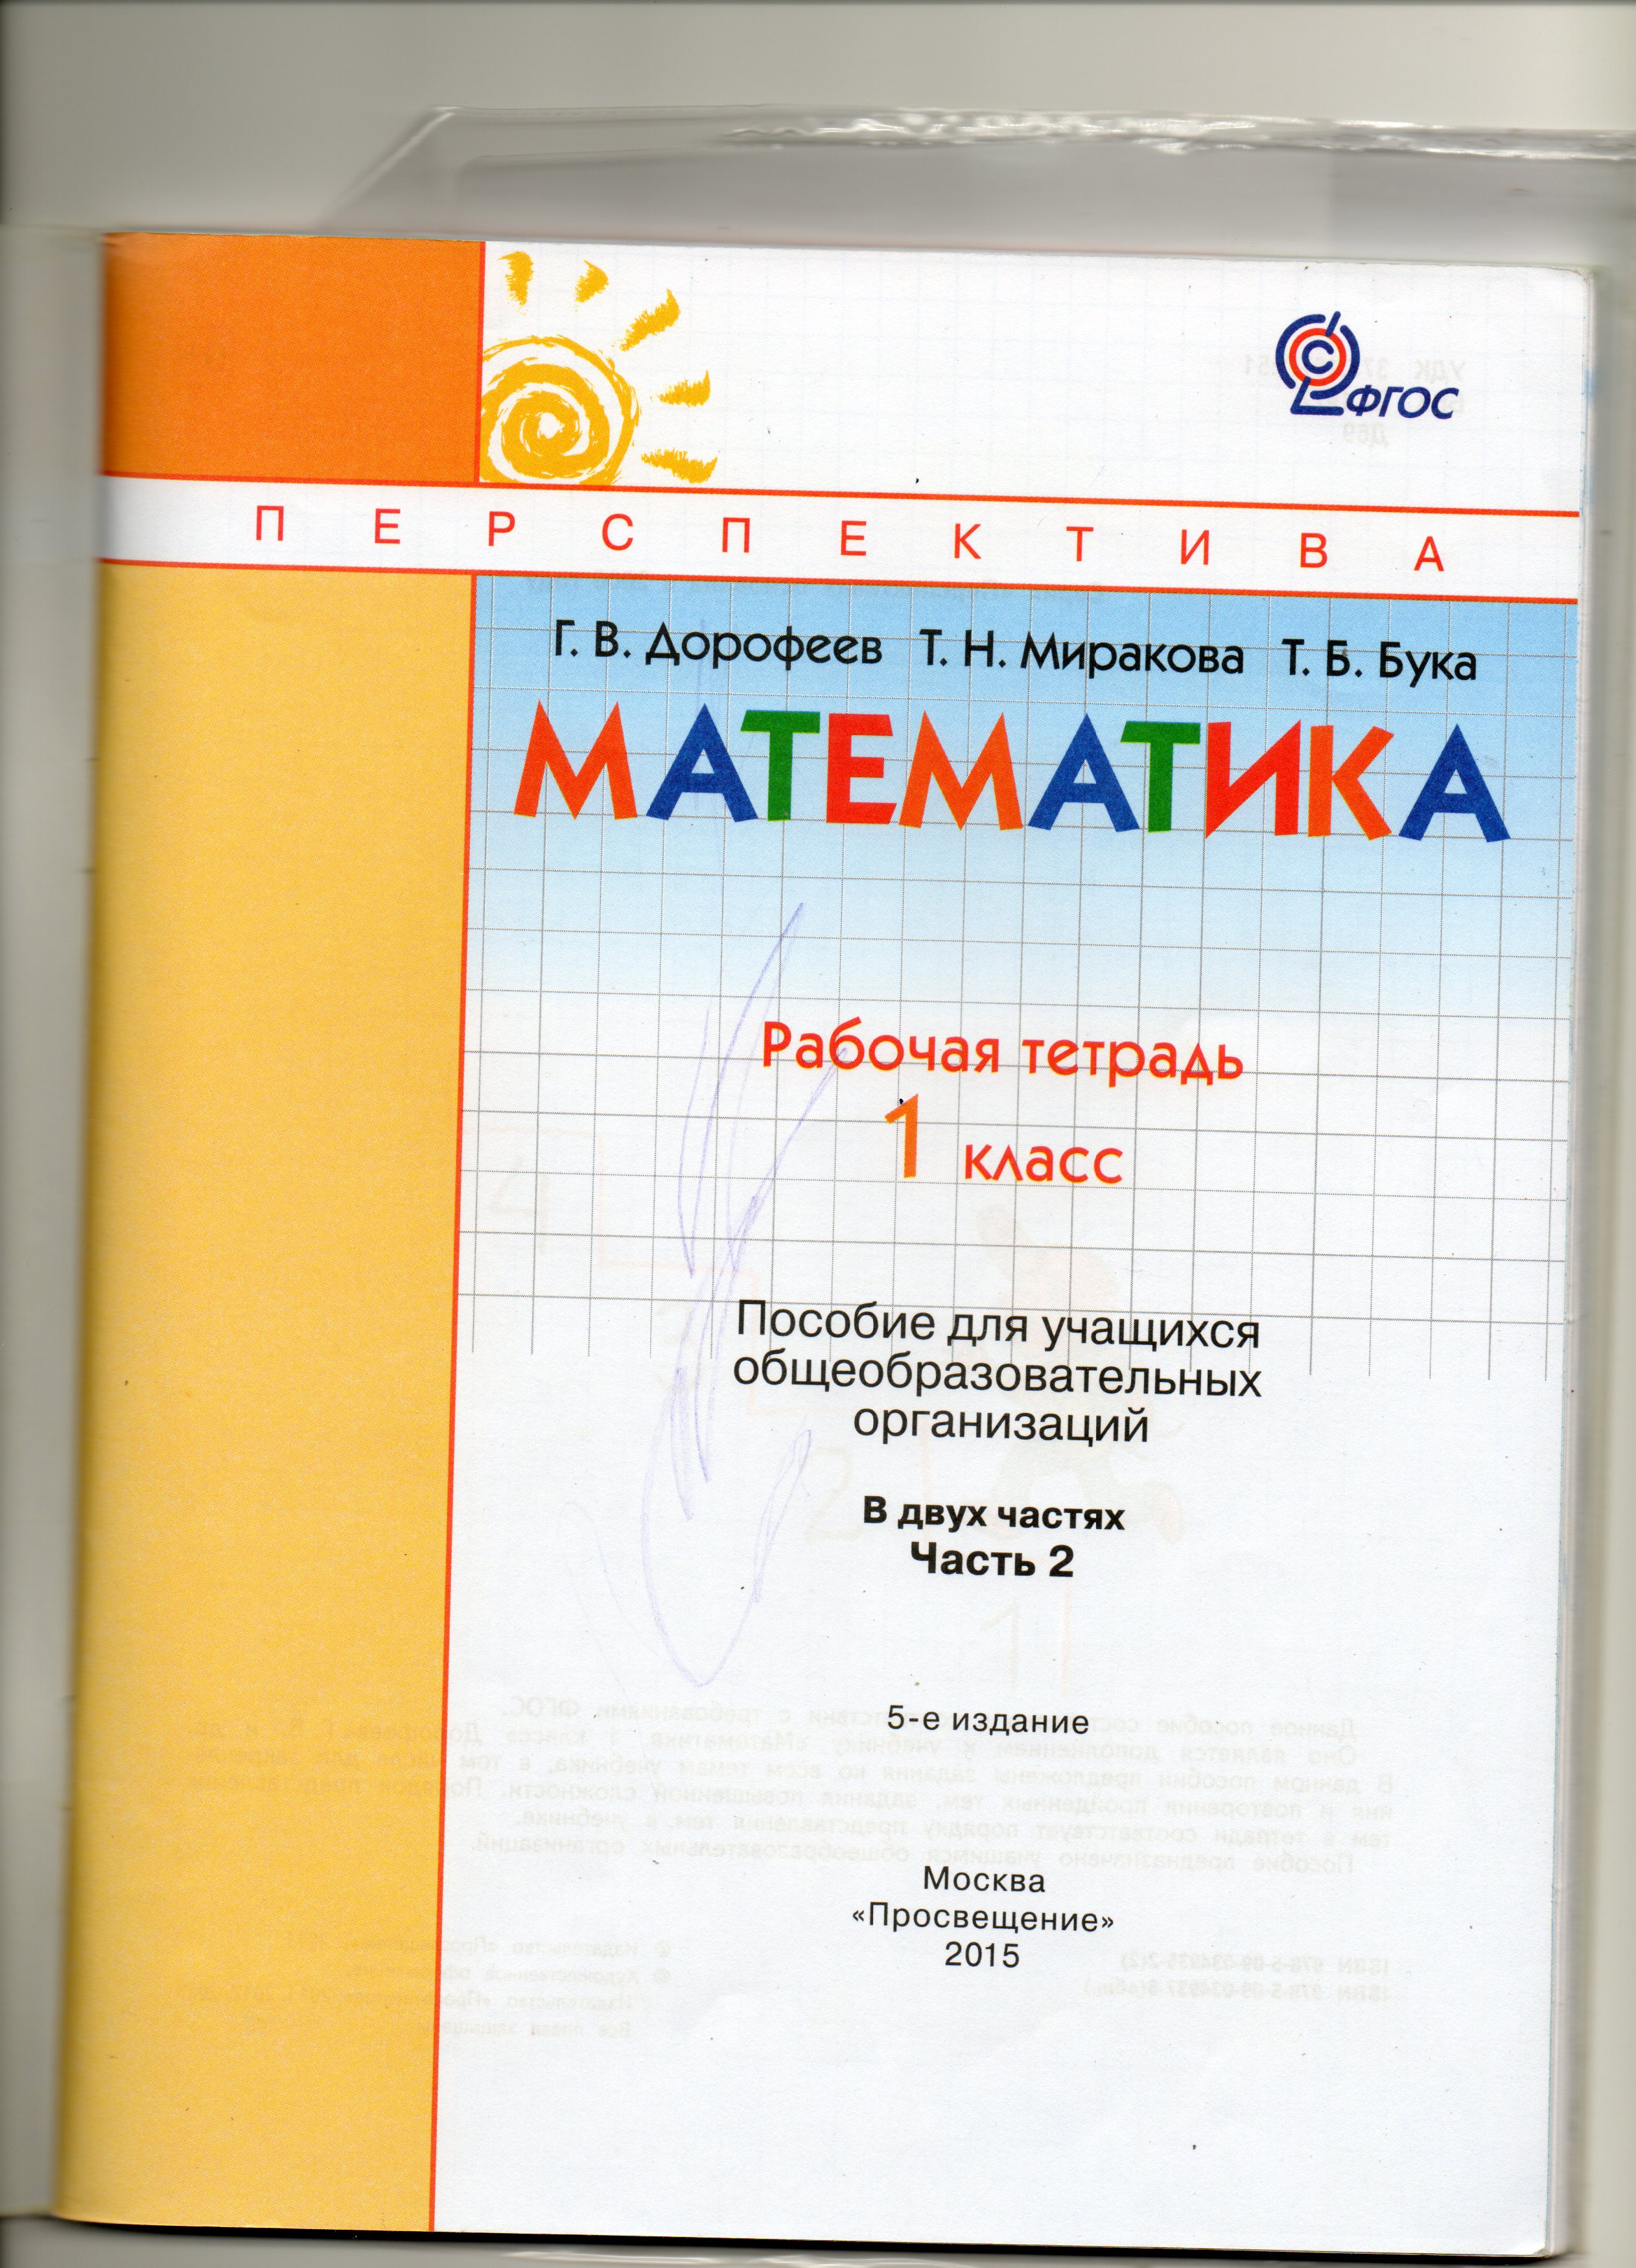 ФГОС
ПЕРСПЕКТИВА
Г. В. Дорофеев Т. Н. Миракова Т. Б. Бука
МАТЕМАТИКА
Рабочая тетрадь
1 класс
Пособие для учащихся
общеобразовательных
организаций
В двух частях
Часть 2
5-е издание
Москва
«Просвещение»
2015